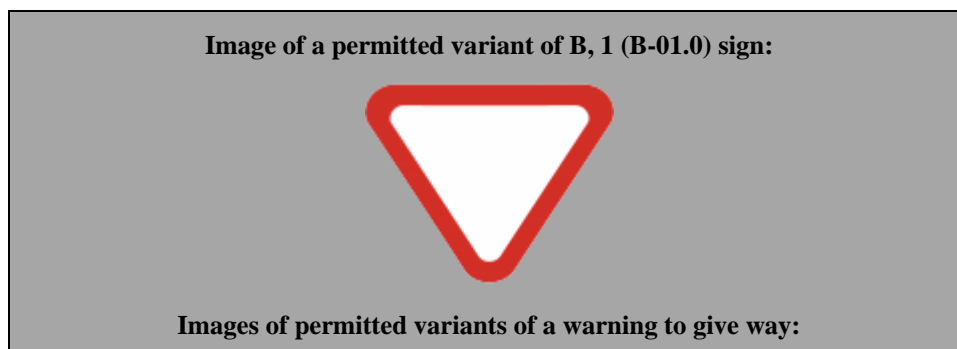 Image of a permitted variant of B, 1 (B-01.0) sign:
Images of permitted variants of a warning to give way: